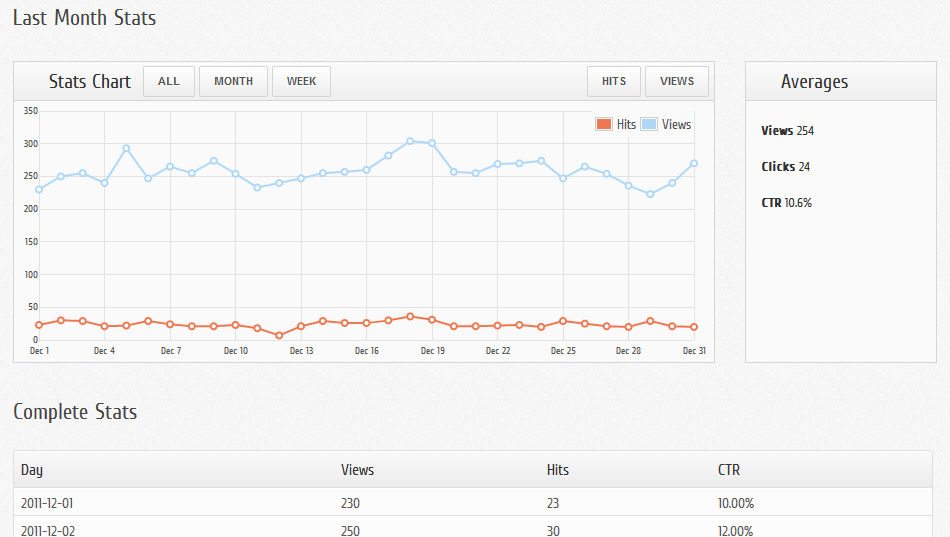 Last Month Stats
Stats Chart ALL MONTH WEEK HITS VIEWS
Averages
350
300
250
200
150
100
50
0
Hits Views
Dec 1 Dec 4 Dec 7 Dec 10 Dec 13 Dec 16 Dec 19 Dec 22 Dec 25 Dec 28 Dec 31
Views 254
Clicks 24
CTR 10.6%
Complete Stats
Day Views Hits CTR
2011-12-01 230 23 10.00%
2011-12-02 250 30 12.00%